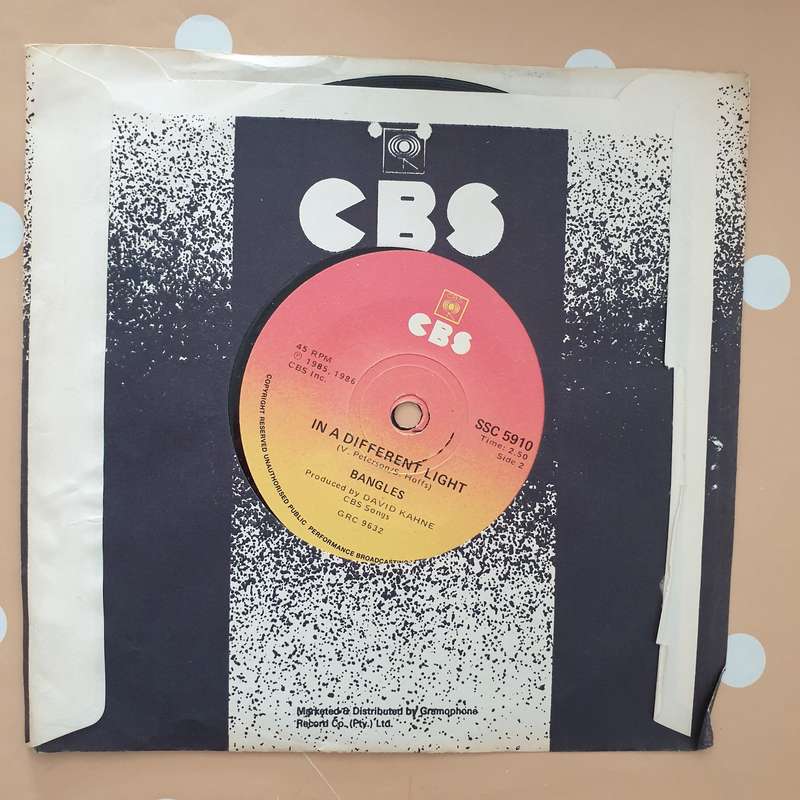 CBS
CBS
45 RPM
℗ 1985, 1986
CBS Inc.
SSC 5910
Time: 2.50
Side 2
IN A DIFFERENT LIGHT
(V. Peterson/S. Hoffs)
BANGLES
Produced by DAVID KAHNE
CBS Songs
GRC 9632
COPYRIGHT RESERVED UNAUTHORISED PUBLIC PERFORMANCE BROADCASTING
Marketed & Distributed by Gramophone
Record Co. (Pty.) Ltd.